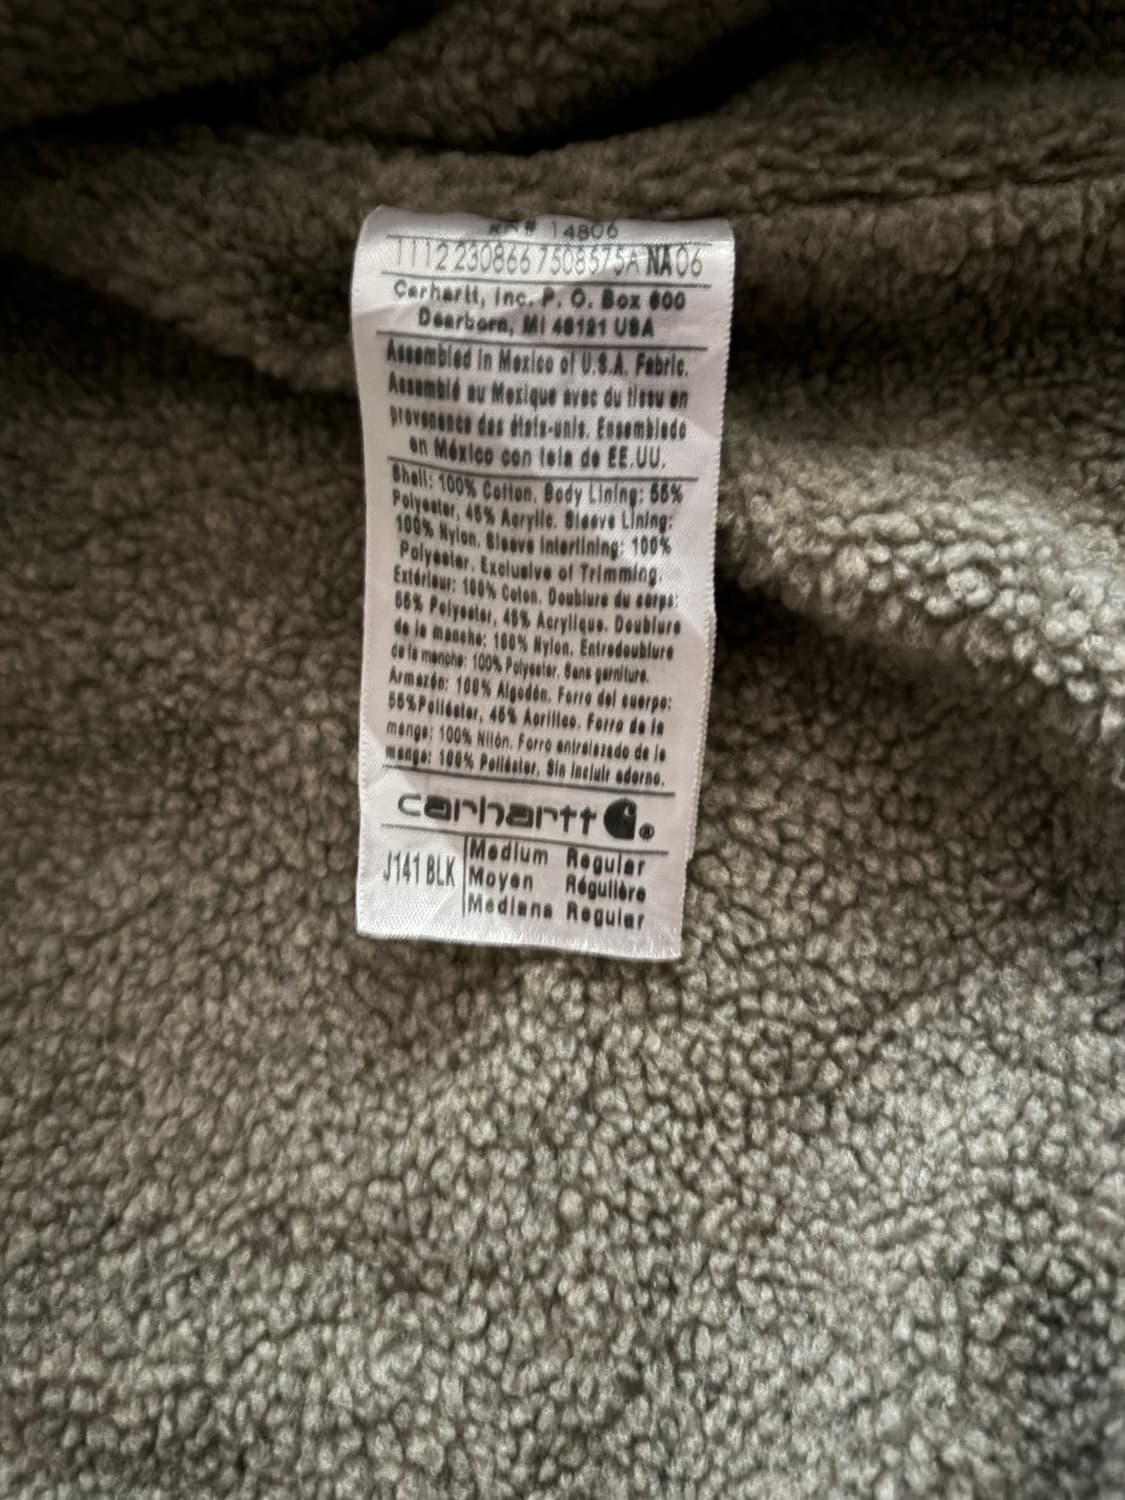 RN# 14806
11122308667508575A NA06
Carhartt, Inc. P. O. Box 600
Dearborn, MI 48121 USA
Assembled in Mexico of U.S.A. Fabric.
Assemblé au Mexique avec du tissu en
provenance des états-unis. Ensamblado
en México con tela de EE.UU.
Shell: 100% Cotton. Body Lining: 55%
Polyester, 45% Acrylic. Sleeve Lining:
100% Nylon. Sleeve Interlining: 100%
Polyester. Exclusive of Trimming.
Extérieur: 100% Coton. Doublure du corps:
55% Polyester, 45% Acrylique. Doublure
de la manche: 100% Nylon. Entredoublure
de la manche: 100% Polyester. Sans garniture.
Armazón: 100% Algodón. Forro del cuerpo:
55% Poliéster, 45% Acrílico. Forro de la
manga: 100% Nilón. Forro entrelazado de la
manga: 100% Poliéster. Sin incluir adorno.
carhartt ®
J141 BLK
Medium Regular
Moyen Régulière
Mediana Regular